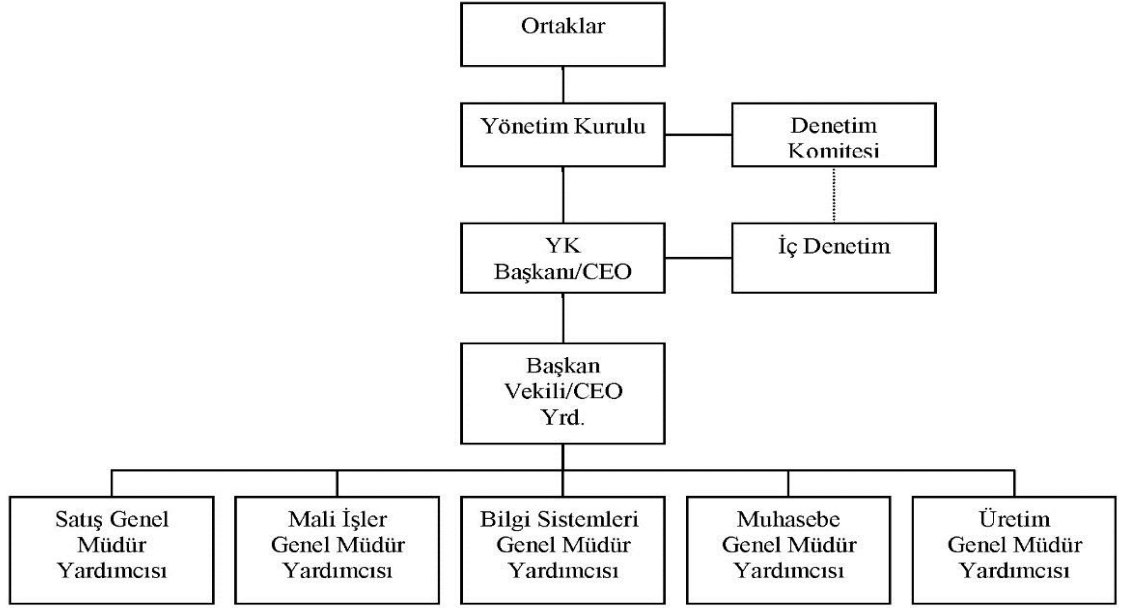 Ortaklar
Yönetim Kurulu
Denetim
Komitesi
YK
Başkanı/CEO
İç Denetim
Başkan
Vekili/CEO
Yrd.
Satış Genel
Müdür
Yardımcısı
Mali İşler
Genel Müdür
Yardımcısı
Bilgi Sistemleri
Genel Müdür
Yardımcısı
Muhasebe
Genel Müdür
Yardımcısı
Üretim
Genel Müdür
Yardımcısı